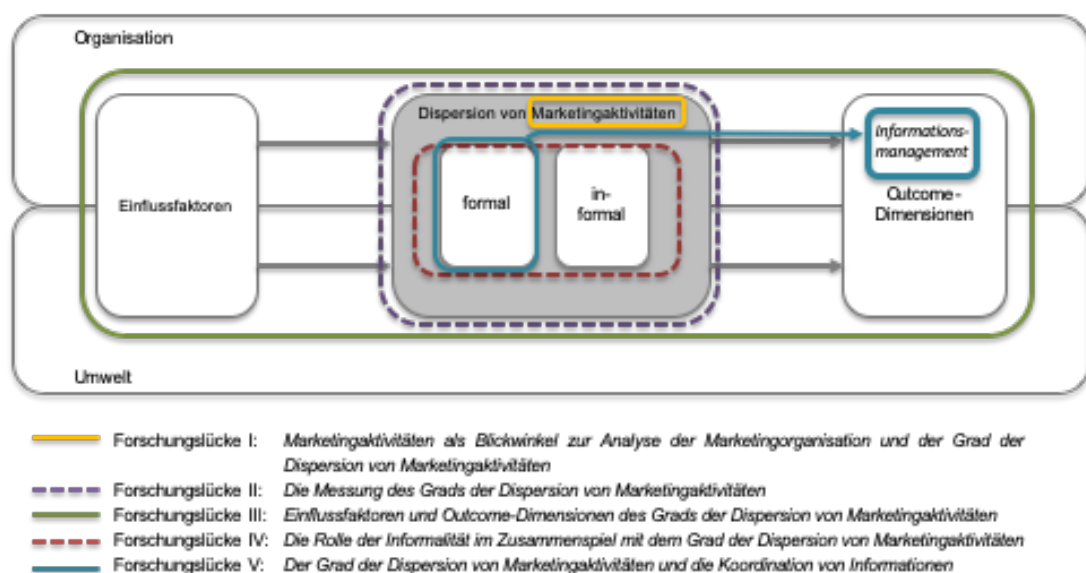 Organisation
Dispersion von Marketingaktivitäten
Informations-
management
Einflussfaktoren
formal
in-
formal
Outcome-
Dimensionen
Umwelt
Forschungslücke I: Marketingaktivitäten als Blickwinkel zur Analyse der Marketingorganisation und der Grad der
Dispersion von Marketingaktivitäten
Forschungslücke II: Die Messung des Grads der Dispersion von Marketingaktivitäten
Forschungslücke III: Einflussfaktoren und Outcome-Dimensionen des Grads der Dispersion von Marketingaktivitäten
Forschungslücke IV: Die Rolle der Informalität im Zusammenspiel mit dem Grad der Dispersion von Marketingaktivitäten
Forschungslücke V: Der Grad der Dispersion von Marketingaktivitäten und die Koordination von Informationen